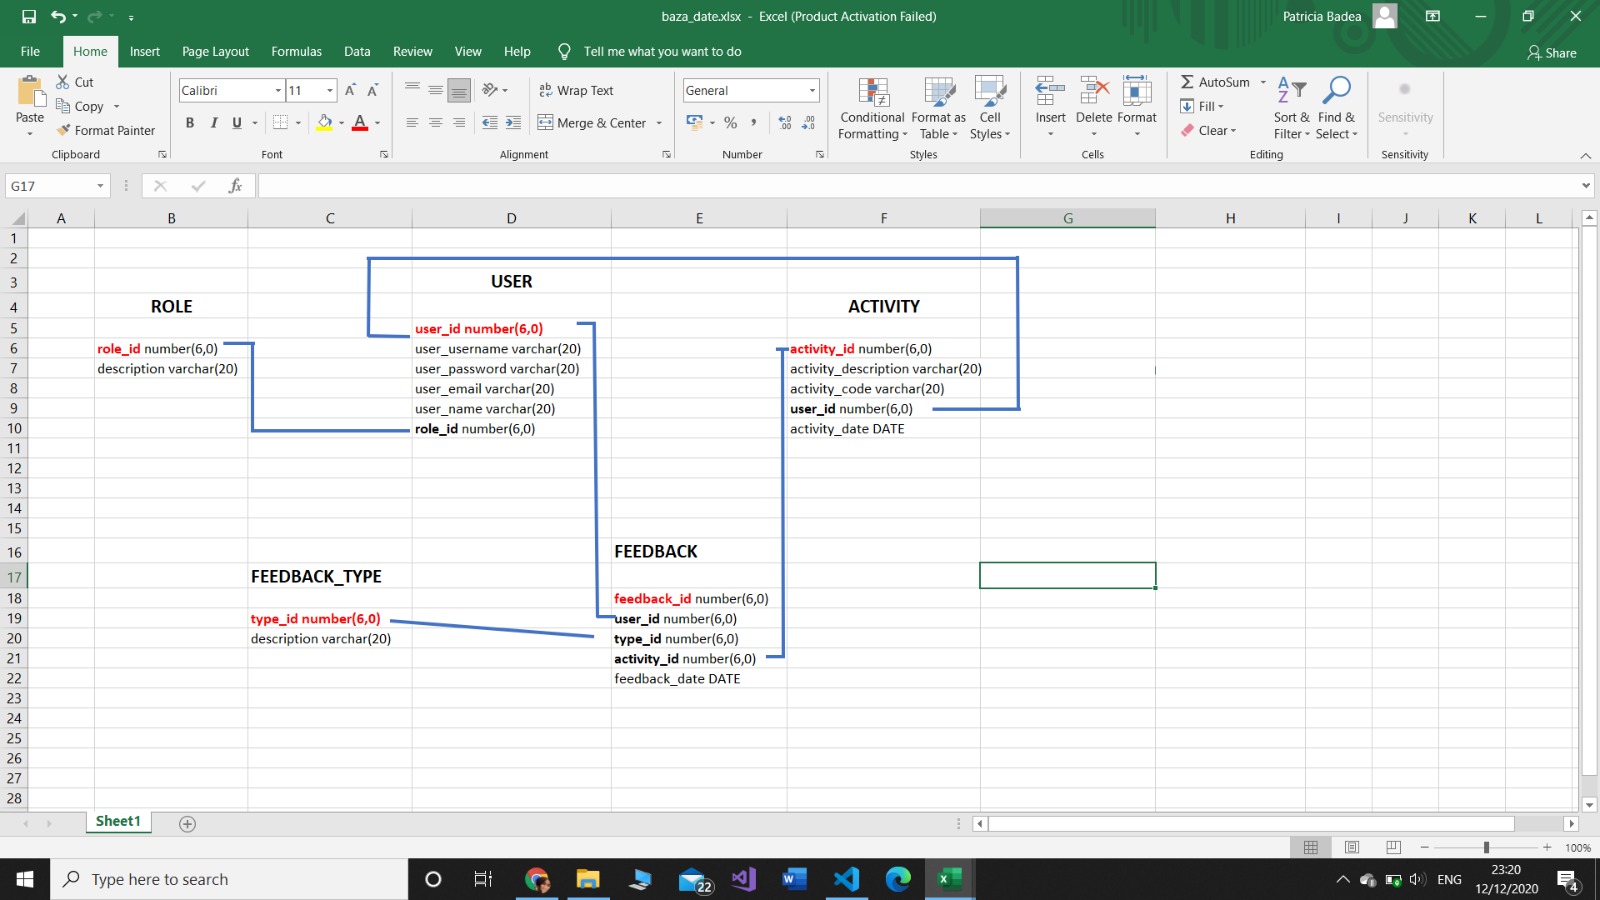 baza_date.xlsx - Excel (Product Activation Failed)
Patricia Badea
File Home Insert Page Layout Formulas Data Review View Help Tell me what you want to do
Share
Paste
Cut
Copy
Format Painter
Clipboard
Calibri 11
B I U
Font
Wrap Text
Merge & Center
Alignment
General
Number
Conditional Formatting
Format as Table
Cell Styles
Styles
Insert Delete Format
Cells
AutoSum
Fill
Clear
Sort & Filter
Find & Select
Editing
Sensitivity
Sensitivity
G17
fx
A B C D E F G H I J K L
1
2
3
4
5
6
7
8
9
10
11
12
13
14
15
16
17
18
19
20
21
22
23
24
25
26
27
28
ROLE
role_id number(6,0)
description varchar(20)
USER
user_id number(6,0)
user_username varchar(20)
user_password varchar(20)
user_email varchar(20)
user_name varchar(20)
role_id number(6,0)
ACTIVITY
activity_id number(6,0)
activity_description varchar(20)
activity_code varchar(20)
user_id number(6,0)
activity_date DATE
FEEDBACK_TYPE
type_id number(6,0)
description varchar(20)
FEEDBACK
feedback_id number(6,0)
user_id number(6,0)
type_id number(6,0)
activity_id number(6,0)
feedback_date DATE
Sheet1
100%
Type here to search
22
ENG
23:20
12/12/2020
4